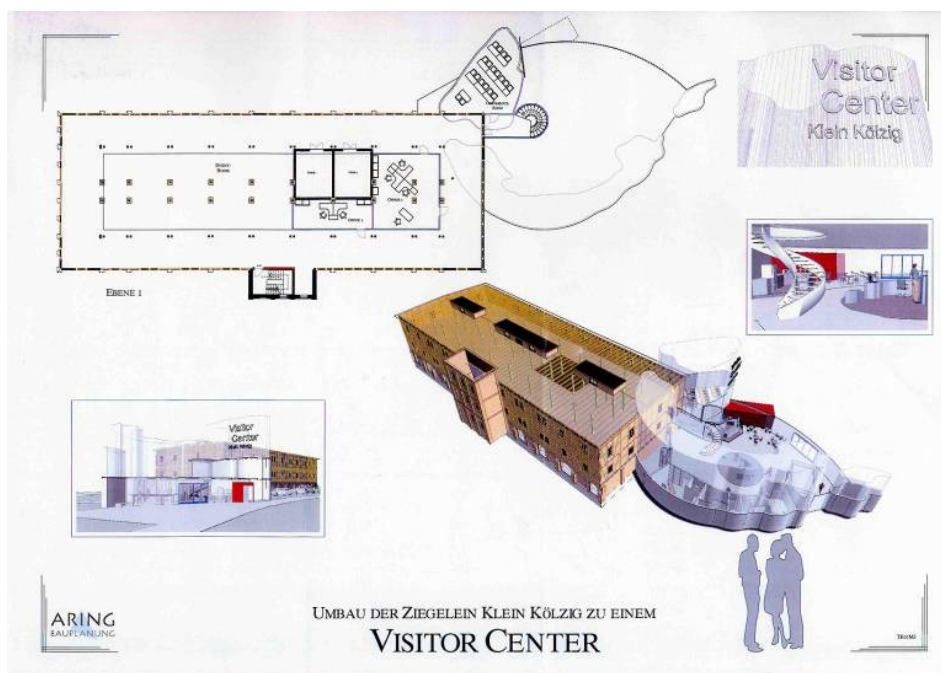 Visitor
Center
Klein Kölzig
EBENE 1
Visitor
Center
UMBAU DER ZIEGELEIN KLEIN KÖLZIG ZU EINEM
VISITOR CENTER
ARING
BAUPLANUNG